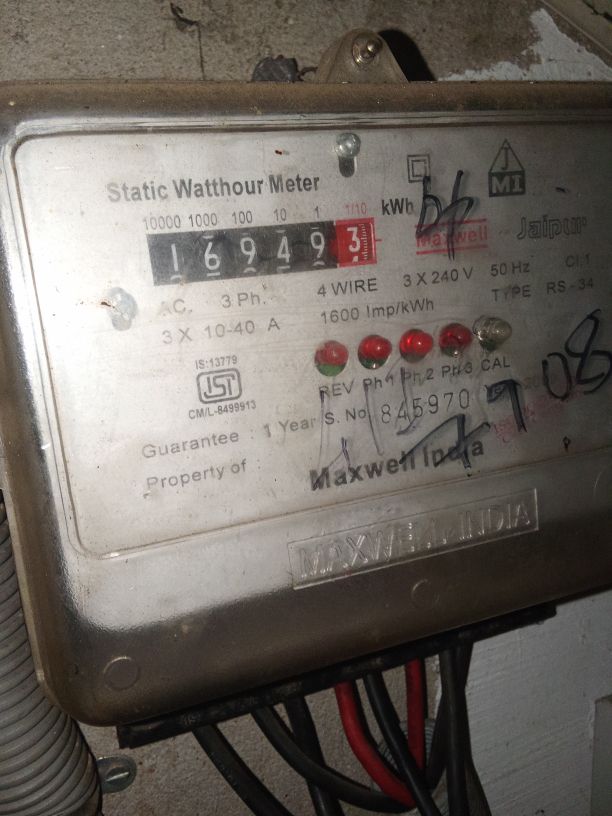 Static Watthour Meter
J
M1
10000 1000 100 10 1 1/10 kWh
1 6 9 4 9 3
bf
Maxwell
Jaipur
AC. 3 Ph. 4 WIRE 3 X 240 V 50 Hz Cl.1
3 X 10-40 A 1600 Imp/kWh TYPE RS-34
IS:13779
CM/L-8499913
REV Ph 1 Ph 2 Ph 3 CAL
Guarantee : 1 Year S. No. 845970
Property of Maxwell India
MAXWELL INDIA